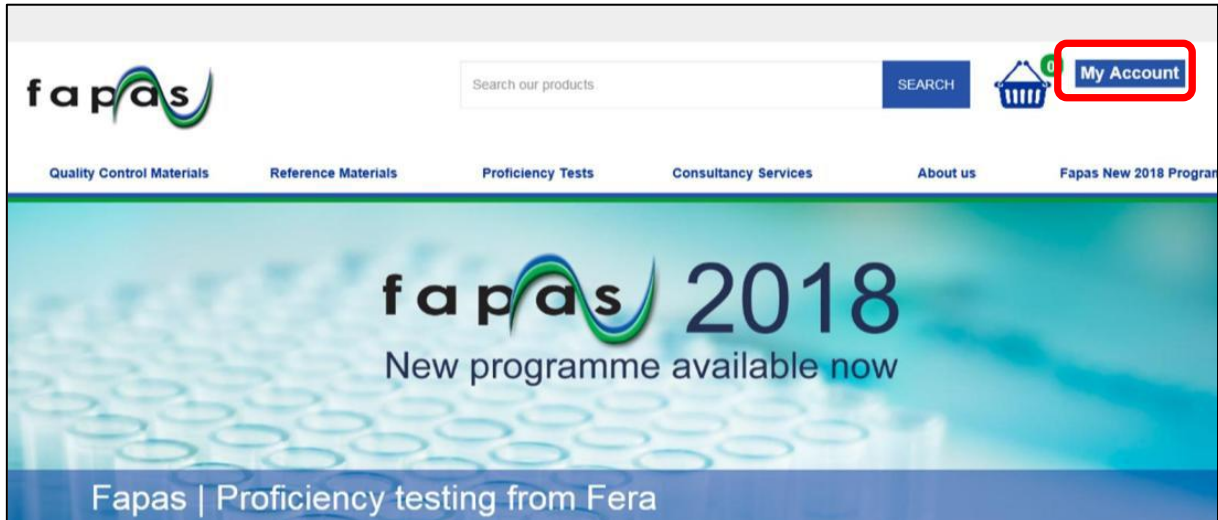 fapas
Search our products
SEARCH
0
My Account
Quality Control Materials
Reference Materials
Proficiency Tests
Consultancy Services
About us
Fapas New 2018 Program
fapas 2018
New programme available now
Fapas | Proficiency testing from Fera